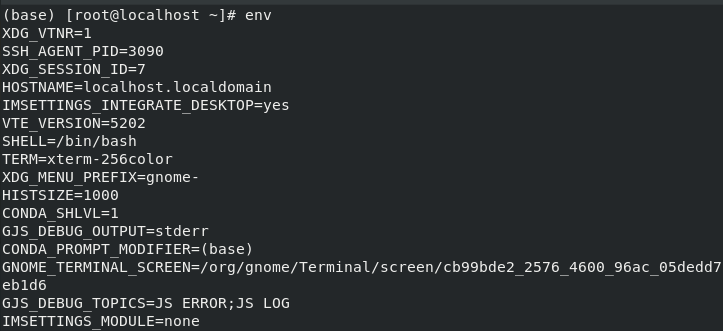 (base) [root@localhost ~]# env
XDG_VTNR=1
SSH_AGENT_PID=3090
XDG_SESSION_ID=7
HOSTNAME=localhost.localdomain
IMSETTINGS_INTEGRATE_DESKTOP=yes
VTE_VERSION=5202
SHELL=/bin/bash
TERM=xterm-256color
XDG_MENU_PREFIX=gnome-
HISTSIZE=1000
CONDA_SHLVL=1
GJS_DEBUG_OUTPUT=stderr
CONDA_PROMPT_MODIFIER=(base)
GNOME_TERMINAL_SCREEN=/org/gnome/Terminal/screen/cb99bde2_2576_4600_96ac_05dedd7
eb1d6
GJS_DEBUG_TOPICS=JS ERROR;JS LOG
IMSETTINGS_MODULE=none